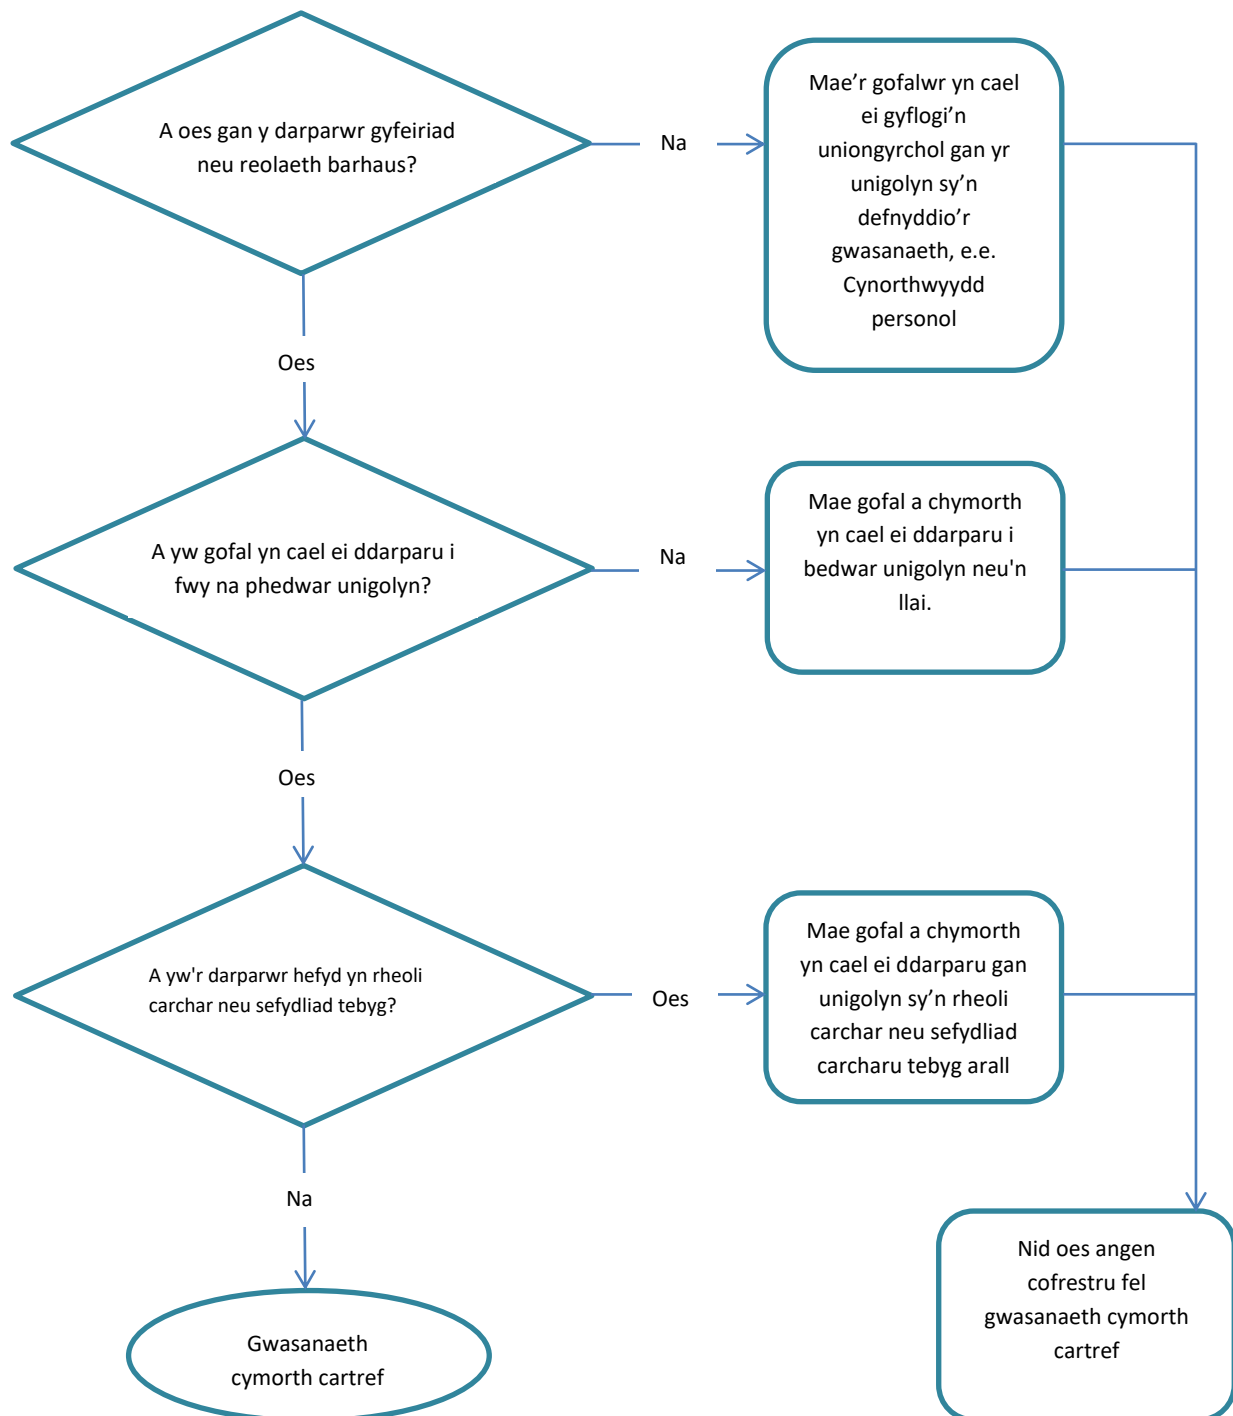 A oes gan y darparwr gyfeiriad
neu reolaeth barhaus?
Na
Mae’r gofalwr yn cael
ei gyflogi’n
uniongyrchol gan yr
unigolyn sy’n
defnyddio’r
gwasanaeth, e.e.
Cynorthwyydd
personol
Oes
A yw gofal yn cael ei ddarparu i
fwy na phedwar unigolyn?
Na
Mae gofal a chymorth
yn cael ei ddarparu i
bedwar unigolyn neu'n
llai.
Oes
A yw'r darparwr hefyd yn rheoli
carchar neu sefydliad tebyg?
Oes
Mae gofal a chymorth
yn cael ei ddarparu gan
unigolyn sy’n rheoli
carchar neu sefydliad
carcharu tebyg arall
Na
Gwasanaeth
cymorth cartref
Nid oes angen
cofrestru fel
gwasanaeth cymorth
cartref